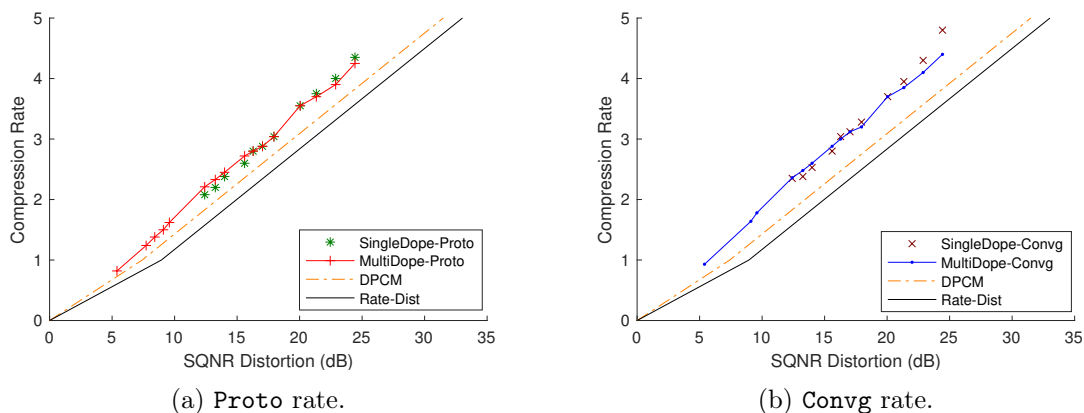 5
4
3
2
1
0
Compression Rate
SingleDope-Proto
MultiDope-Proto
DPCM
Rate-Dist
0 5 10 15 20 25 30 35
SQNR Distortion (dB)
(a) Proto rate.
5
4
3
2
1
0
Compression Rate
SingleDope-Convg
MultiDope-Convg
DPCM
Rate-Dist
0 5 10 15 20 25 30 35
SQNR Distortion (dB)
(b) Convg rate.